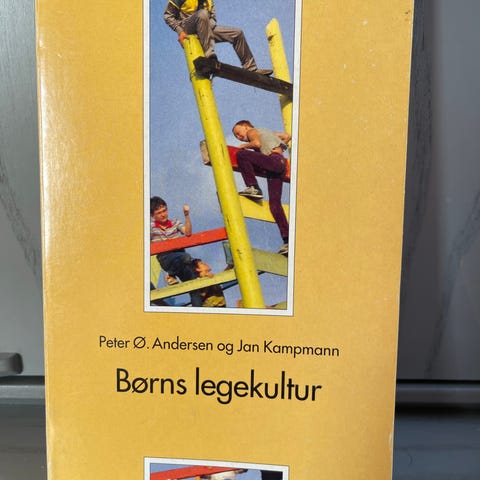 Peter Ø. Andersen og Jan Kampmann
Børns legekultur